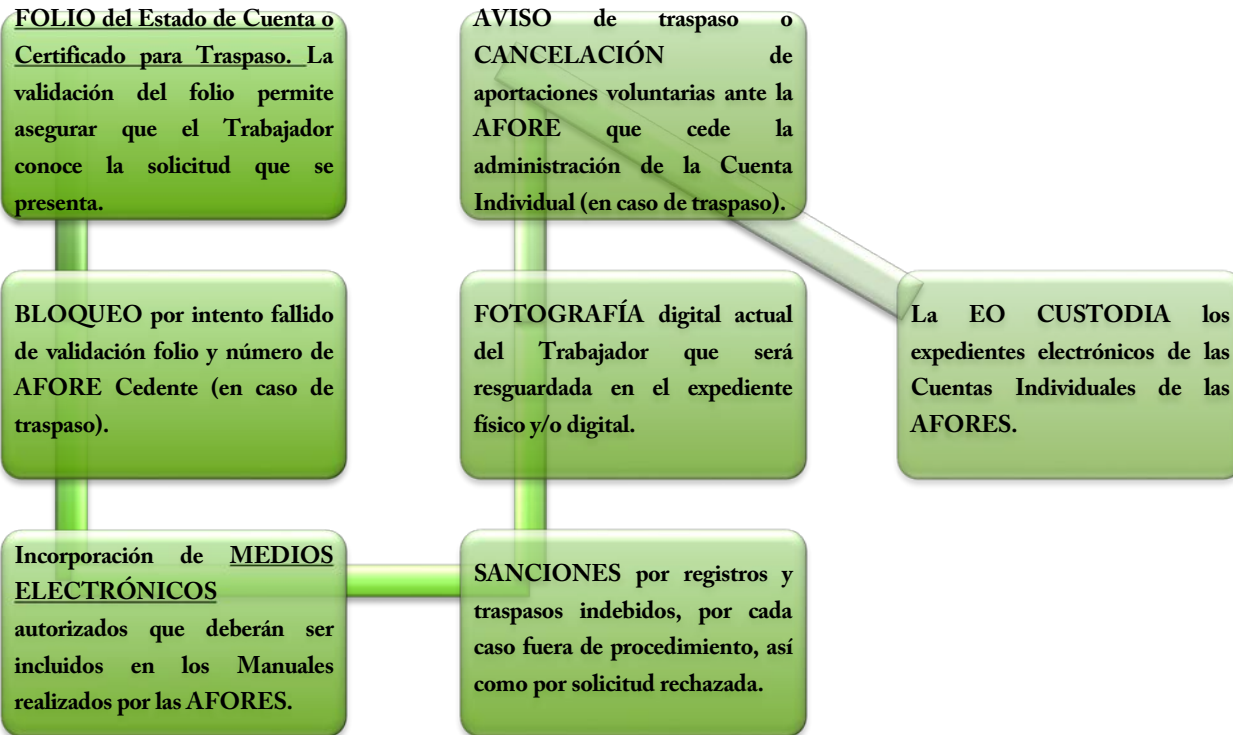 FOLIO del Estado de Cuenta o
Certificado para Traspaso. La
validación del folio permite
asegurar que el Trabajador
conoce la solicitud que se
presenta.
BLOQUEO por intento fallido
de validación folio y número de
AFORE Cedente (en caso de
traspaso).
Incorporación de MEDIOS
ELECTRÓNICOS
autorizados que deberán ser
incluidos en los Manuales
realizados por las AFORES.
SANCIONES por registros y
traspasos indebidos, por cada
caso fuera de procedimiento, así
como por solicitud rechazada.
FOTOGRAFÍA digital actual
del Trabajador que será
resguardada en el expediente
físico y/o digital.
AVISO de traspaso o
CANCELACIÓN de
aportaciones voluntarias ante la
AFORE que cede la
administración de la Cuenta
Individual (en caso de traspaso).
La EO CUSTODIA los
expedientes electrónicos de las
Cuentas Individuales de las
AFORES.